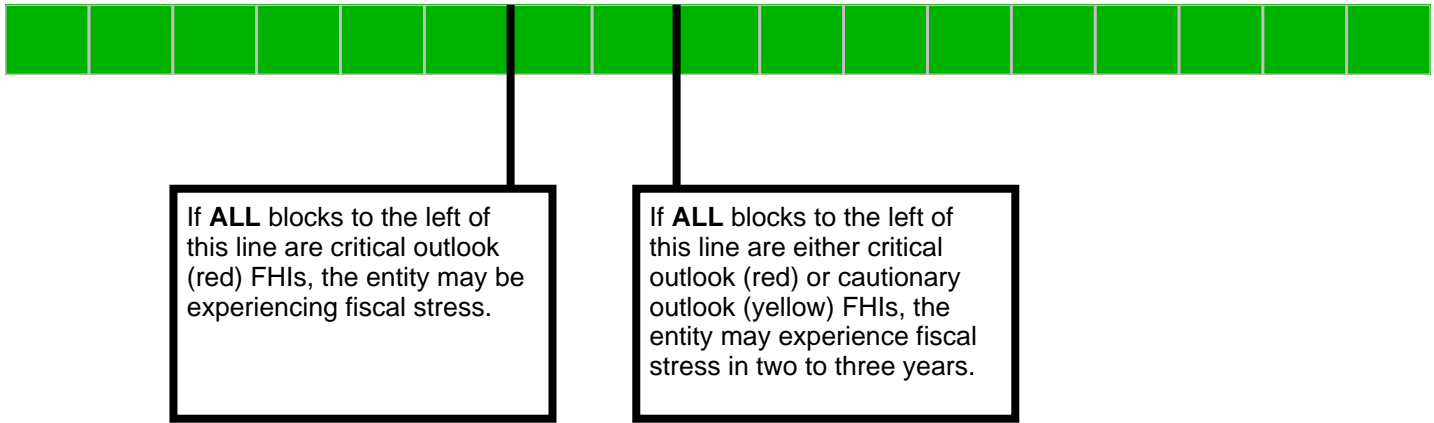 If ALL blocks to the left of
this line are critical outlook
(red) FHIs, the entity may be
experiencing fiscal stress.
If ALL blocks to the left of
this line are either critical
outlook (red) or cautionary
outlook (yellow) FHIs, the
entity may experience fiscal
stress in two to three years.